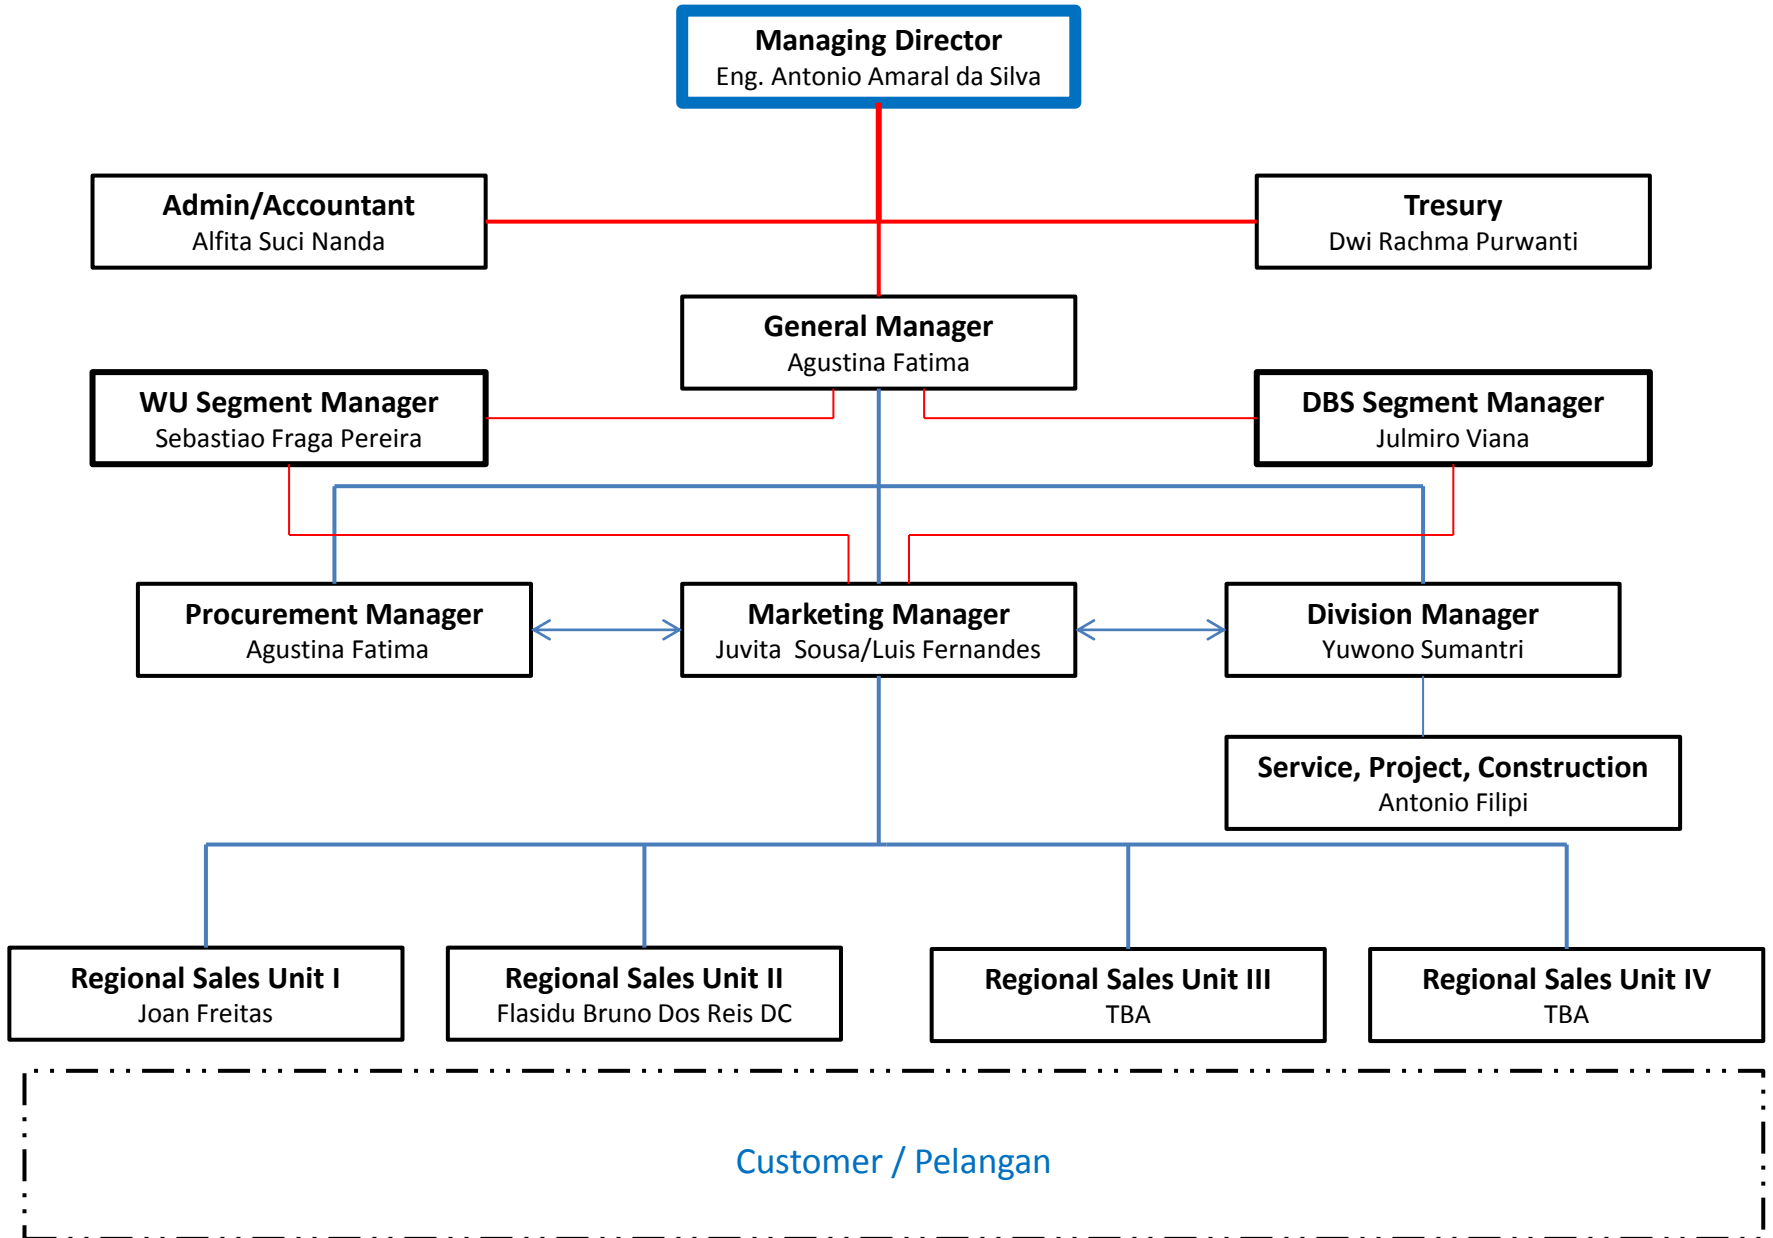 Managing Director
Eng. Antonio Amaral da Silva
Admin/Accountant
Alfita Suci Nanda
Tresury
Dwi Rachma Purwanti
General Manager
Agustina Fatima
WU Segment Manager
Sebastiao Fraga Pereira
DBS Segment Manager
Julmiro Viana
Procurement Manager
Agustina Fatima
Marketing Manager
Juvita  Sousa/Luis Fernandes
Division Manager
Yuwono Sumantri
Service, Project, Construction
Antonio Filipi
Regional Sales Unit I
Joan Freitas
Regional Sales Unit II
Flasidu Bruno Dos Reis DC
Regional Sales Unit III
TBA
Regional Sales Unit IV
TBA
Customer / Pelangan